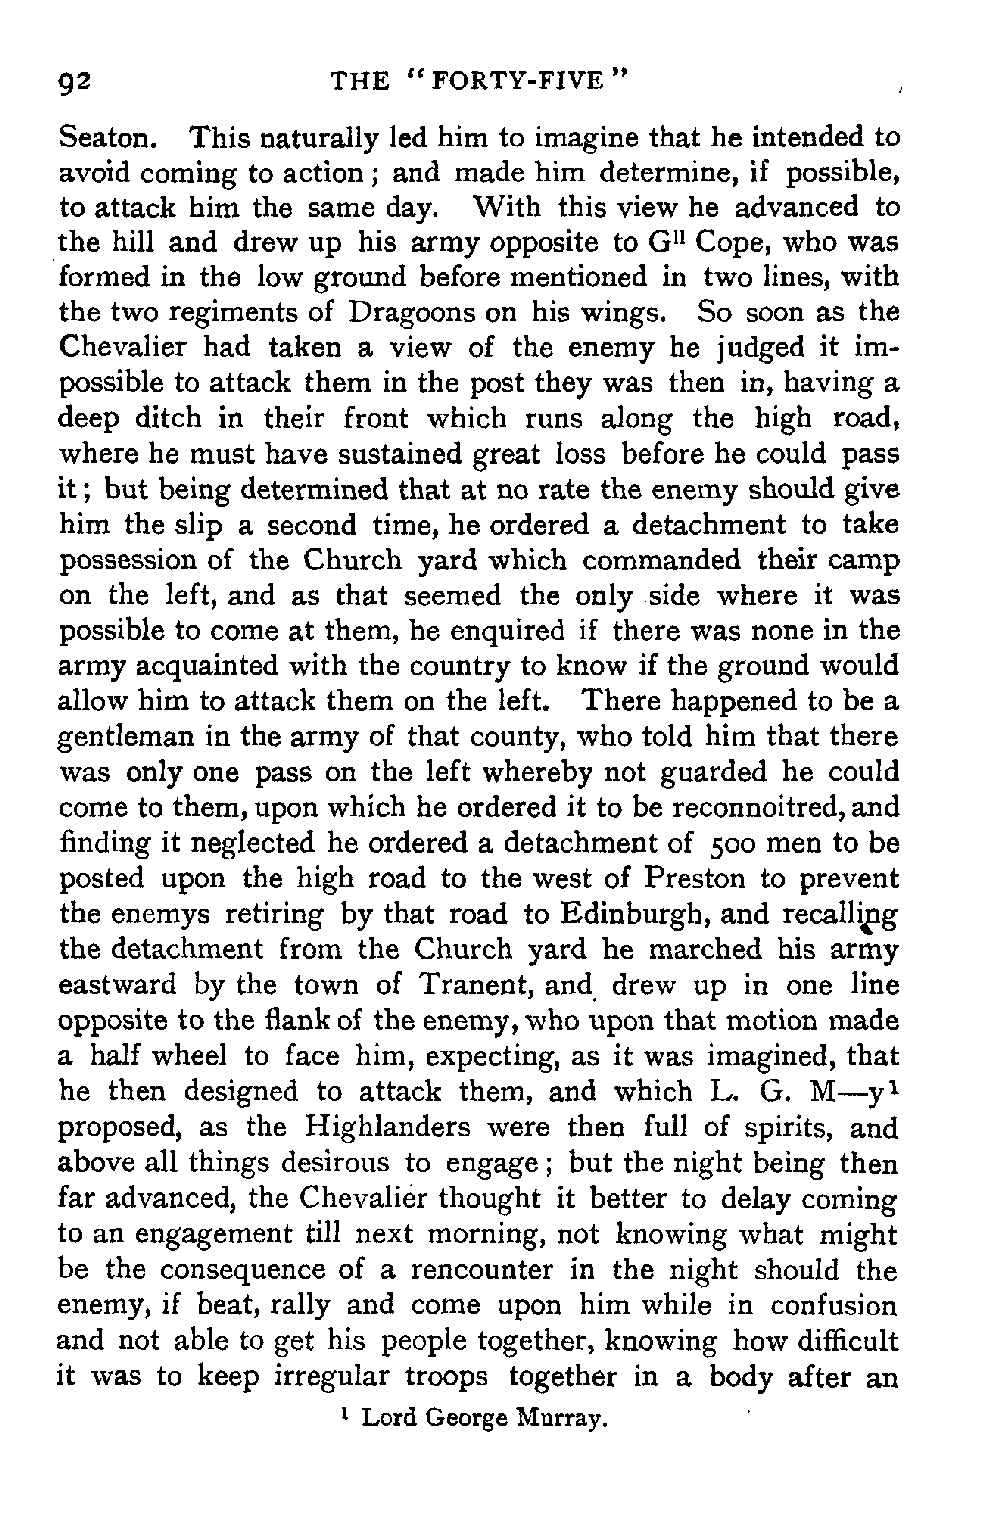 92 THE “ FORTY-FIVE ”
Seaton. This naturally led him to imagine that he intended to
avoid coming to action ; and made him determine, if possible,
to attack him the same day. With this view he advanced to
the hill and drew up his army opposite to Gll Cope, who was
formed in the low ground before mentioned in two lines, with
the two regiments of Dragoons on his wings. So soon as the
Chevalier had taken a view of the enemy he judged it im-
possible to attack them in the post they was then in, having a
deep ditch in their front which runs along the high road,
where he must have sustained great loss before he could pass
it ; but being determined that at no rate the enemy should give
him the slip a second time, he ordered a detachment to take
possession of the Church yard which commanded their camp
on the left, and as that seemed the only side where it was
possible to come at them, he enquired if there was none in the
army acquainted with the country to know if the ground would
allow him to attack them on the left. There happened to be a
gentleman in the army of that county, who told him that there
was only one pass on the left whereby not guarded he could
come to them, upon which he ordered it to be reconnoitred, and
finding it neglected he ordered a detachment of 500 men to be
posted upon the high road to the west of Preston to prevent
the enemys retiring by that road to Edinburgh, and recalling
the detachment from the Church yard he marched his army
eastward by the town of Tranent, and drew up in one line
opposite to the flank of the enemy, who upon that motion made
a half wheel to face him, expecting, as it was imagined, that
he then designed to attack them, and which L. G. M—y¹
proposed, as the Highlanders were then full of spirits, and
above all things desirous to engage ; but the night being then
far advanced, the Chevalier thought it better to delay coming
to an engagement till next morning, not knowing what might
be the consequence of a rencounter in the night should the
enemy, if beat, rally and come upon him while in confusion
and not able to get his people together, knowing how difficult
it was to keep irregular troops together in a body after an
¹ Lord George Murray.